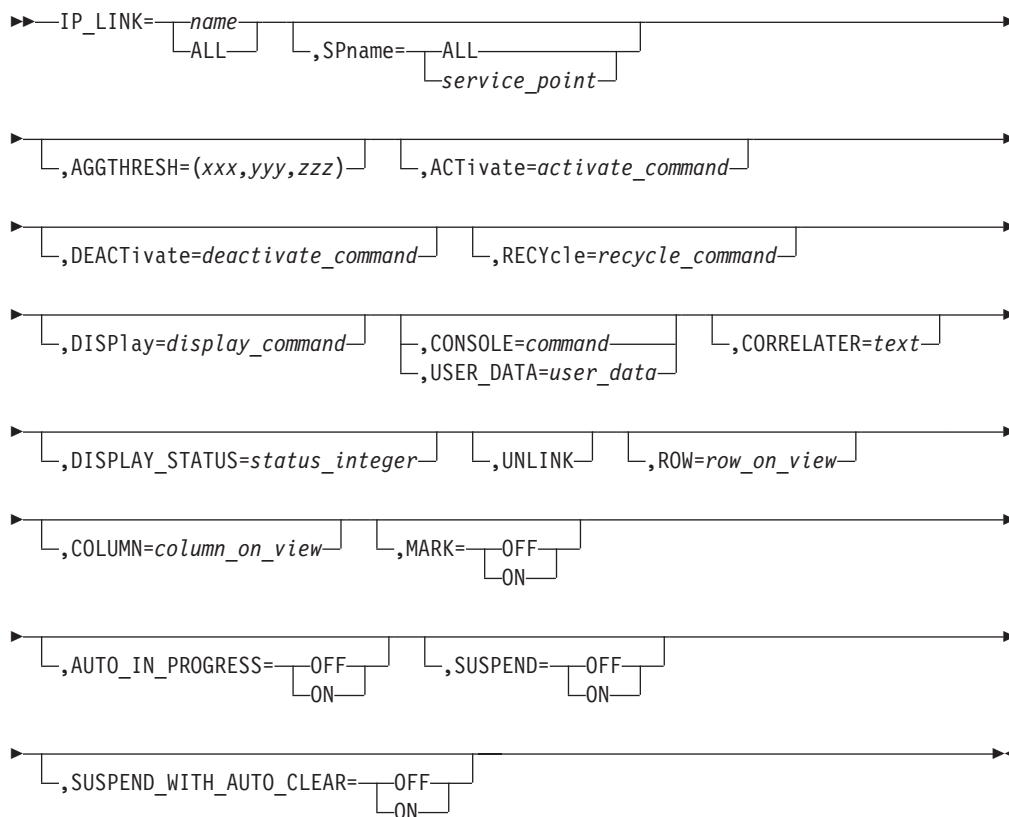 IP_LINK= name ,SPname= ALL
ALL service_point
,AGGTHRESH=(xxx,yyy,zzz) ,ACTivate=activate_command
,DEACTivate=deactivate_command ,RECYcle=recycle_command
,DISPlay=display_command ,CONSOLE=command ,CORRELATER=text
,USER_DATA=user_data
,DISPLAY_STATUS=status_integer ,UNLINK ,ROW=row_on_view
,COLUMN=column_on_view ,MARK= OFF
ON
,AUTO_IN_PROGRESS= OFF ,SUSPEND= OFF
ON ON
,SUSPEND_WITH_AUTO_CLEAR= OFF
ON